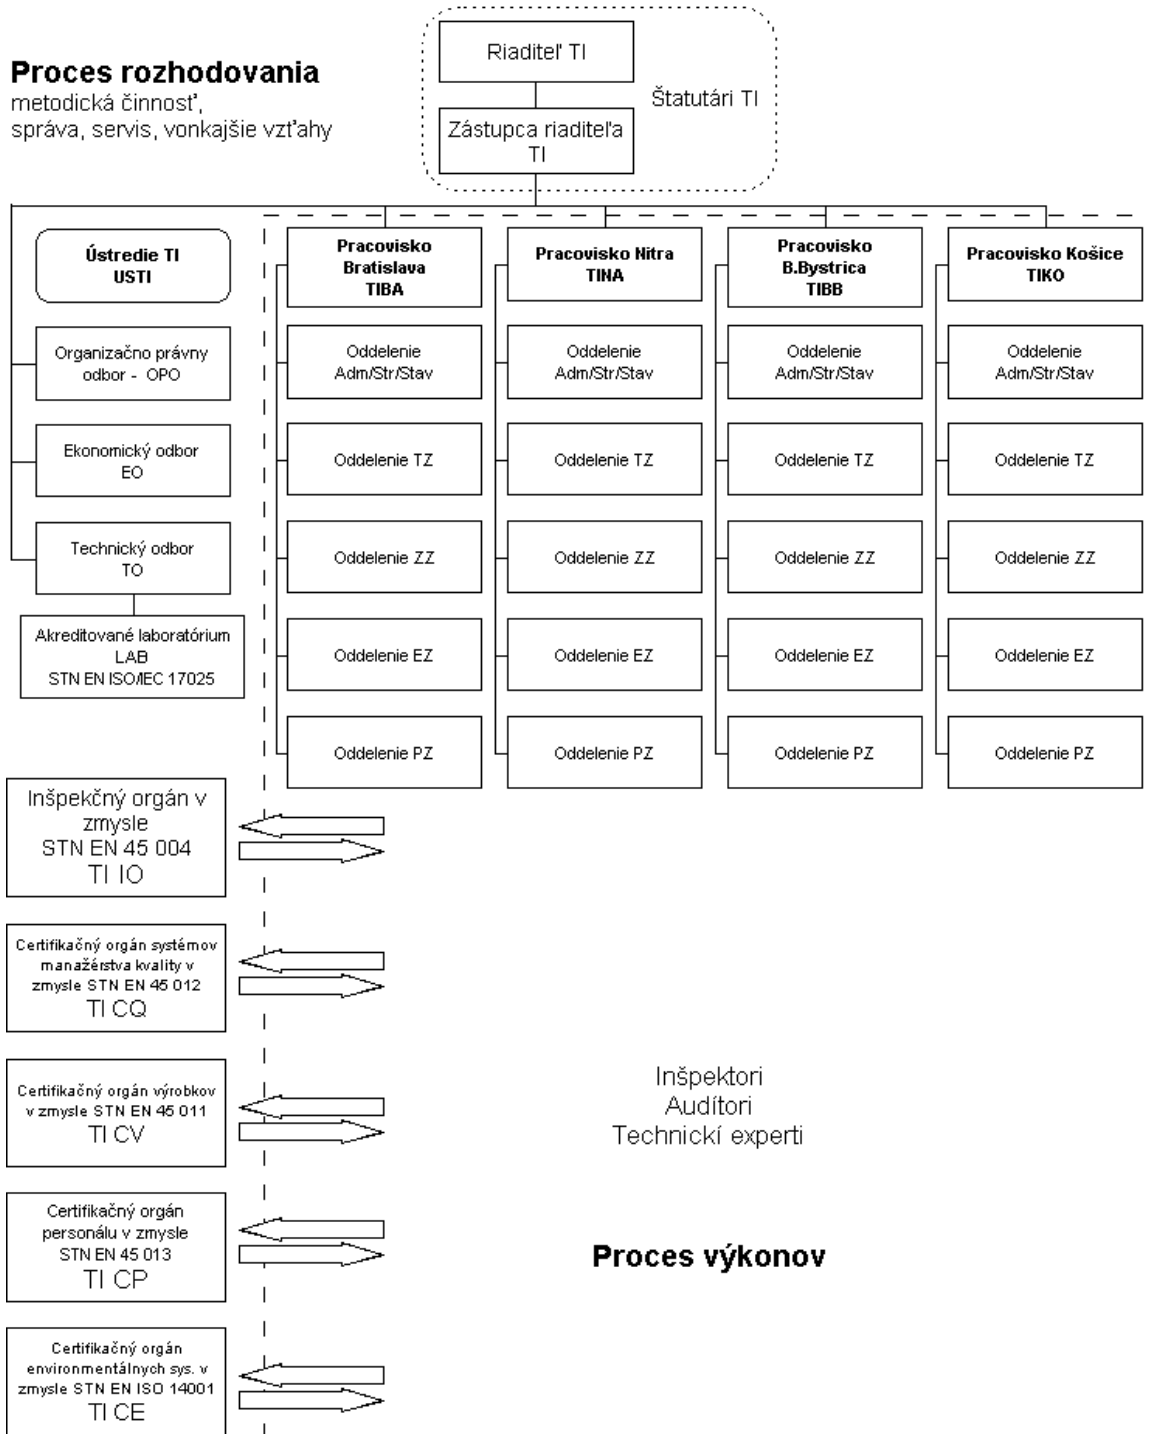 Riaditeľ TI
Zástupca riaditeľa
TI
Štatutári TI
Proces rozhodovania
metodická činnosť,
správa, servis, vonkajšie vzťahy
Ústredie TI
USTI
Organizačno právny
odbor - OPO
Ekonomický odbor
EO
Technický odbor
TO
Akreditované laboratórium
LAB
STN EN ISO/IEC 17025
Pracovisko
Bratislava
TIBA
Oddelenie
Adm/Str/Stav
Oddelenie TZ
Oddelenie ZZ
Oddelenie EZ
Oddelenie PZ
Pracovisko Nitra
TINA
Oddelenie
Adm/Str/Stav
Oddelenie TZ
Oddelenie ZZ
Oddelenie EZ
Oddelenie PZ
Pracovisko
B.Bystrica
TIBB
Oddelenie
Adm/Str/Stav
Oddelenie TZ
Oddelenie ZZ
Oddelenie EZ
Oddelenie PZ
Pracovisko Košice
TIKO
Oddelenie
Adm/Str/Stav
Oddelenie TZ
Oddelenie ZZ
Oddelenie EZ
Oddelenie PZ
Inšpekčný orgán v
zmysle
STN EN 45 004
TI IO
Certifikačný orgán systémov
manažérstva kvality v
zmysle STN EN 45 012
TI CQ
Certifikačný orgán výrobkov
v zmysle STN EN 45 011
TI CV
Certifikačný orgán
personálu v zmysle
STN EN 45 013
TI CP
Certifikačný orgán
environmentálnych sys. v
zmysle STN EN ISO 14001
TI CE
Inšpektori
Audítori
Technickí experti
Proces výkonov